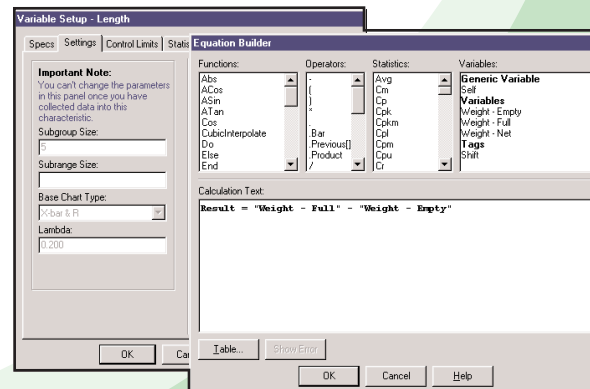 Variable Setup - Length
Specs Settings Control Limits
Important Note:
You can't change the parameters
in this panel once you have
collected data into this
characteristic.
Subgroup Size:
5
Subrange Size:
Base Chart Type:
X-bar & R
Lambda:
0.200
OK
Equation Builder
Functions:
Abs
ACos
ASin
ATan
Cos
CubicInterpolate
Do
Else
End
Operators:
-
(
)
*
.
.Bar
.Previous[]
.Product
/
Statistics:
Avg
Cm
Cp
Cpk
Cpkm
Cpl
Cpm
Cpu
Cr
Variables:
Generic Variable
Self
Variables
Weight - Empty
Weight - Full
Weight - Net
Tags
Shift
Calculation Text:
Result = "Weight - Full" - "Weight - Empty"
Table... Show Error
OK Cancel Help